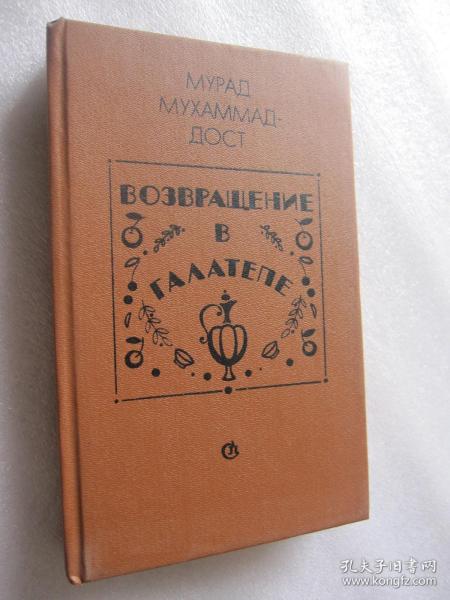 МУРАД
МУХАММАД-
ДОСТ
ВОЗВРАЩЕНИЕ
В
ГАЛАТЕПЕ
孔夫子旧书网
www.kongfz.com